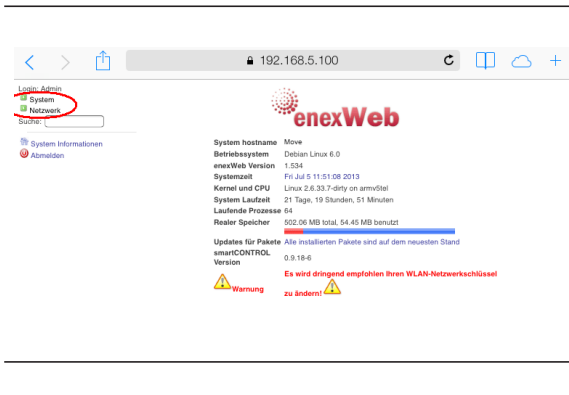 192.168.5.100
Login: Admin
System
Netzwerk
Suche:
System Informationen
Abmelden
enexWeb
System hostname Move
Betriebssystem Debian Linux 6.0
enexWeb Version 1.534
Systemzeit Fri Jul 5 11:51:08 2013
Kernel und CPU Linux 2.6.33.7-dirty on armv5tel
System Laufzeit 21 Tage, 19 Stunden, 51 Minuten
Laufende Prozesse 64
Realer Speicher 502.06 MB total, 54.45 MB benutzt
Updates für Pakete Alle installierten Pakete sind auf dem neuesten Stand
smartCONTROL
Version 0.9.18-6
Warnung
Es wird dringend empfohlen Ihren WLAN-Netzwerkschlüssel
zu ändern!